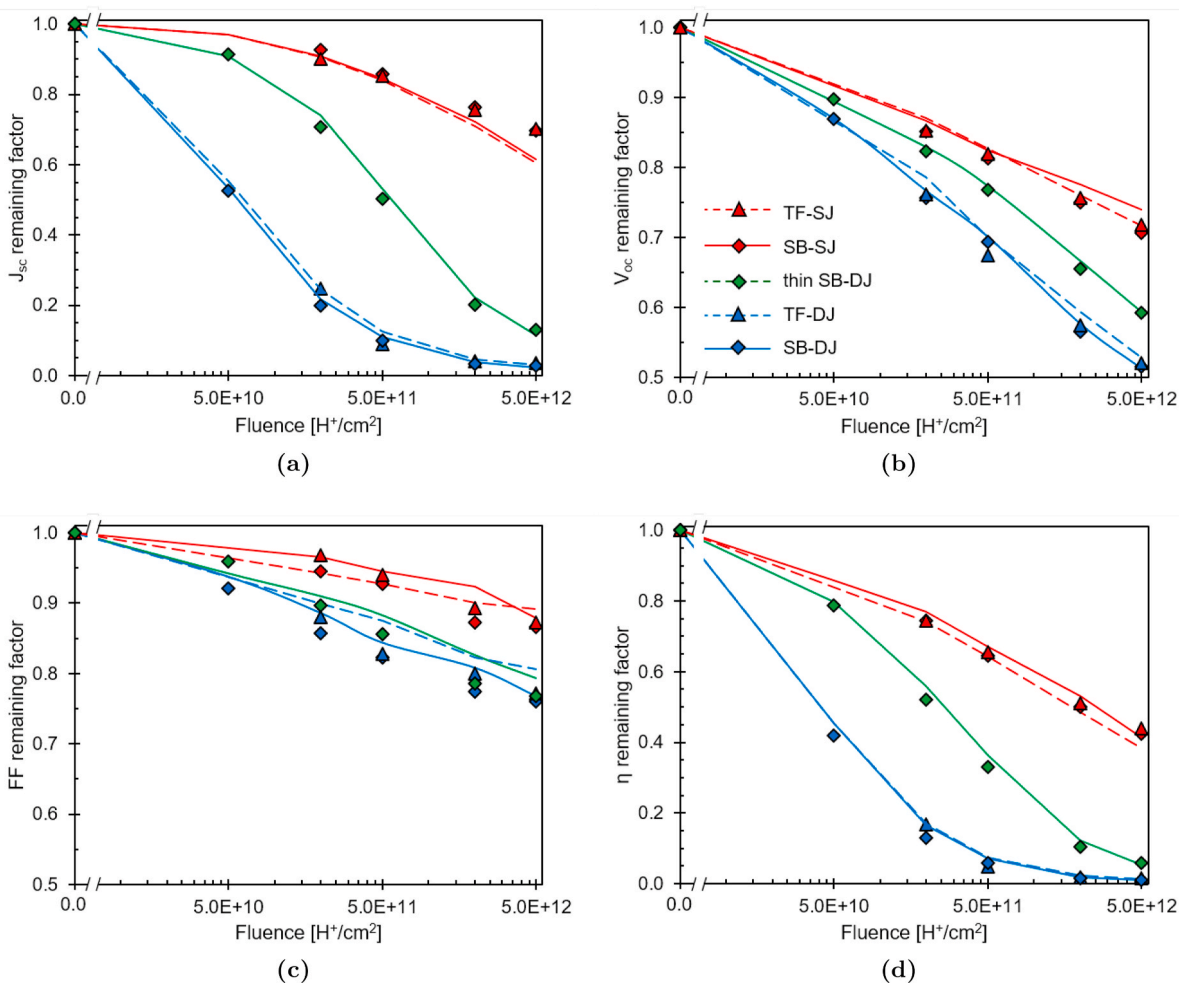 1.0
0.8
0.6
0.4
0.2
0.0
J_sc remaining factor
0.0 5.0E+10 5.0E+11 5.0E+12
Fluence [H⁺/cm²]
(a)
1.0
0.9
0.8
0.7
0.6
0.5
V_oc remaining factor
TF-SJ
SB-SJ
thin SB-DJ
TF-DJ
SB-DJ
0.0 5.0E+10 5.0E+11 5.0E+12
Fluence [H⁺/cm²]
(b)
1.0
0.9
0.8
0.7
0.6
0.5
FF remaining factor
0.0 5.0E+10 5.0E+11 5.0E+12
Fluence [H⁺/cm²]
(c)
1.0
0.8
0.6
0.4
0.2
0.0
η remaining factor
0.0 5.0E+10 5.0E+11 5.0E+12
Fluence [H⁺/cm²]
(d)